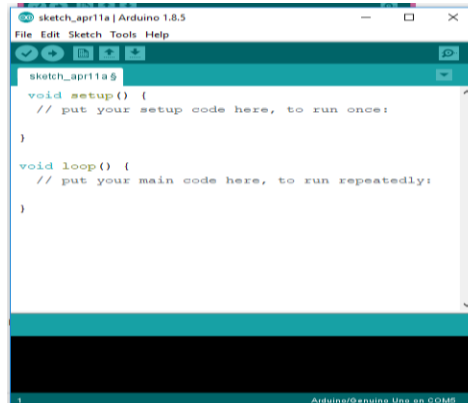 sketch_apr11a | Arduino 1.8.5
File Edit Sketch Tools Help
sketch_apr11a §
void setup() {
// put your setup code here, to run once:
}
void loop() {
// put your main code here, to run repeatedly:
}
1 Arduino/Genuino Uno on COM5